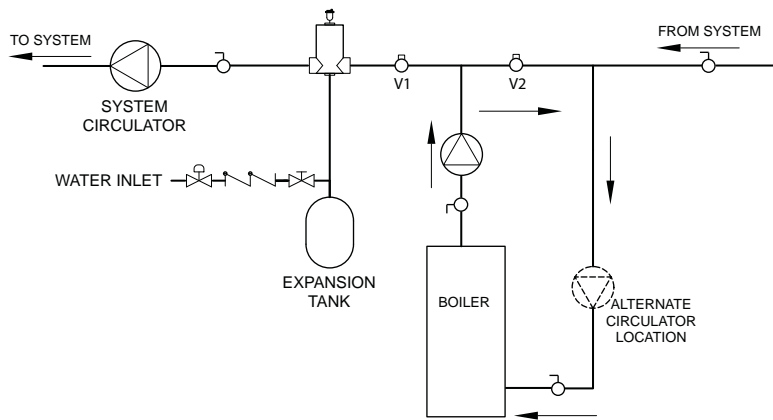 TO SYSTEM
FROM SYSTEM
V1
V2
SYSTEM
CIRCULATOR
WATER INLET
EXPANSION
TANK
BOILER
ALTERNATE
CIRCULATOR
LOCATION